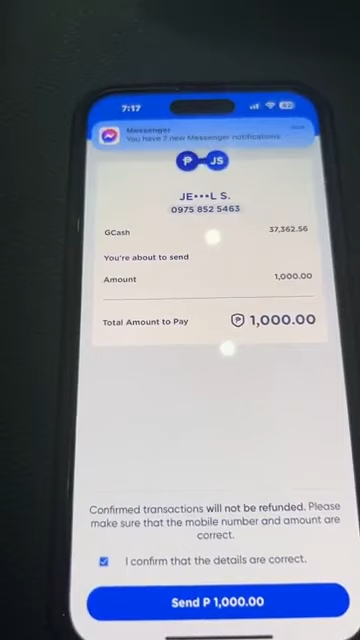 7:17
Messenger
You have 7 new Messenger notifications
JS
JE•••L S.
0975 852 5463
GCash 37,362.56
You're about to send
Amount 1,000.00
Total Amount to Pay ₱ 1,000.00
Confirmed transactions will not be refunded. Please
make sure that the mobile number and amount are
correct.
I confirm that the details are correct.
Send P 1,000.00